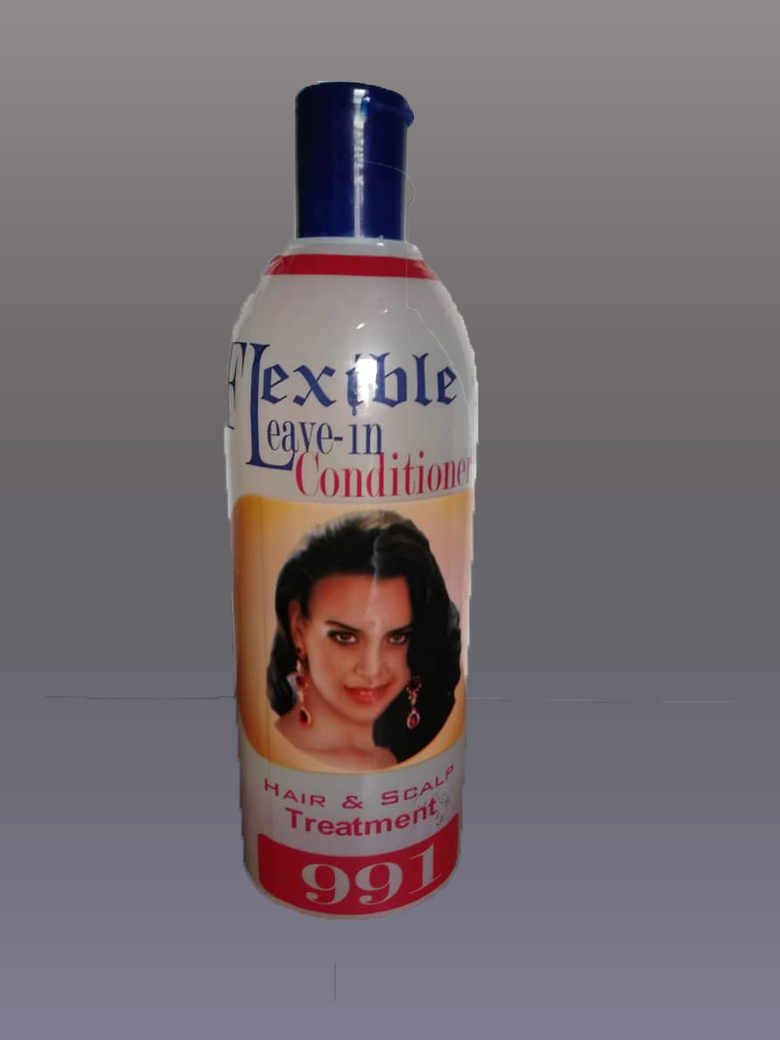 Flexible
Leave-in
Conditioner
HAIR & SCALP
Treatment
991